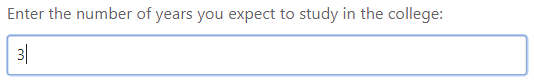 Enter the number of years you expect to study in the college:
3